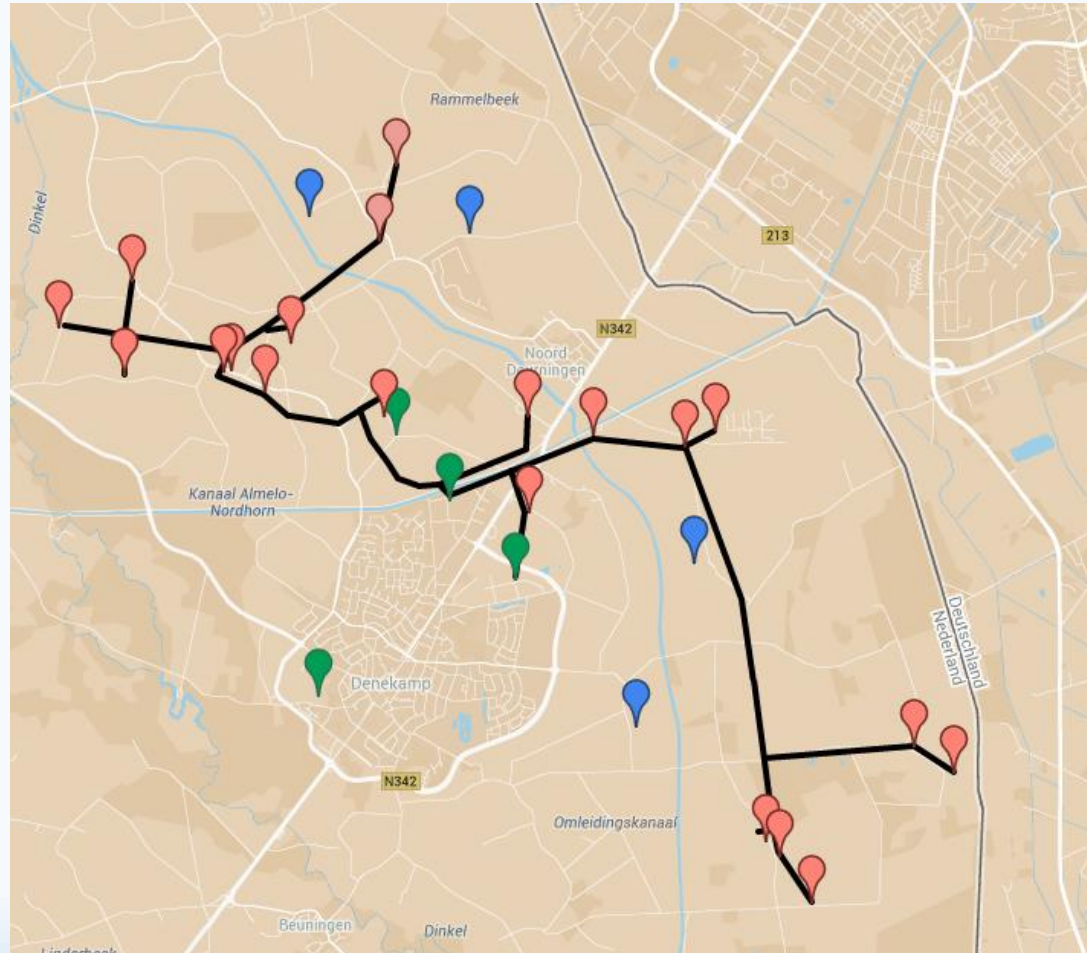 Rammelbeek
Dinkel
213
N342
Noord
Deurningen
Kanaal Almelo-
Nordhorn
Deutschland
Nederland
Denekamp
N342
Omleidingskanaal
Beuningen
Dinkel